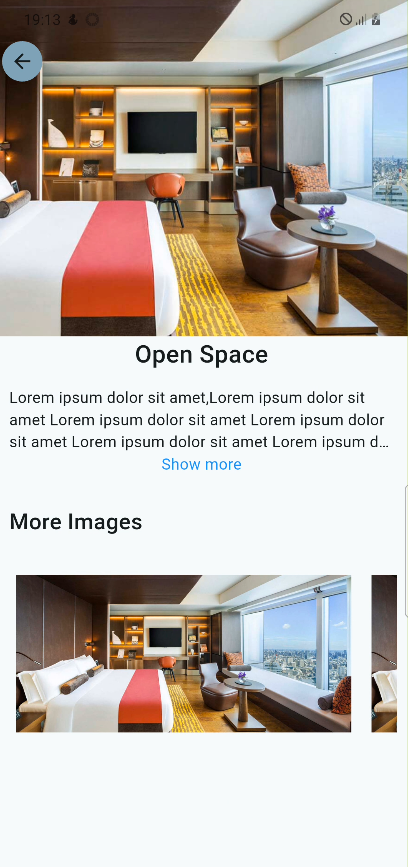 19:13
Open Space
Lorem ipsum dolor sit amet,Lorem ipsum dolor sit
amet Lorem ipsum dolor sit amet Lorem ipsum dolor
sit amet Lorem ipsum dolor sit amet Lorem ipsum d…
Show more
More Images